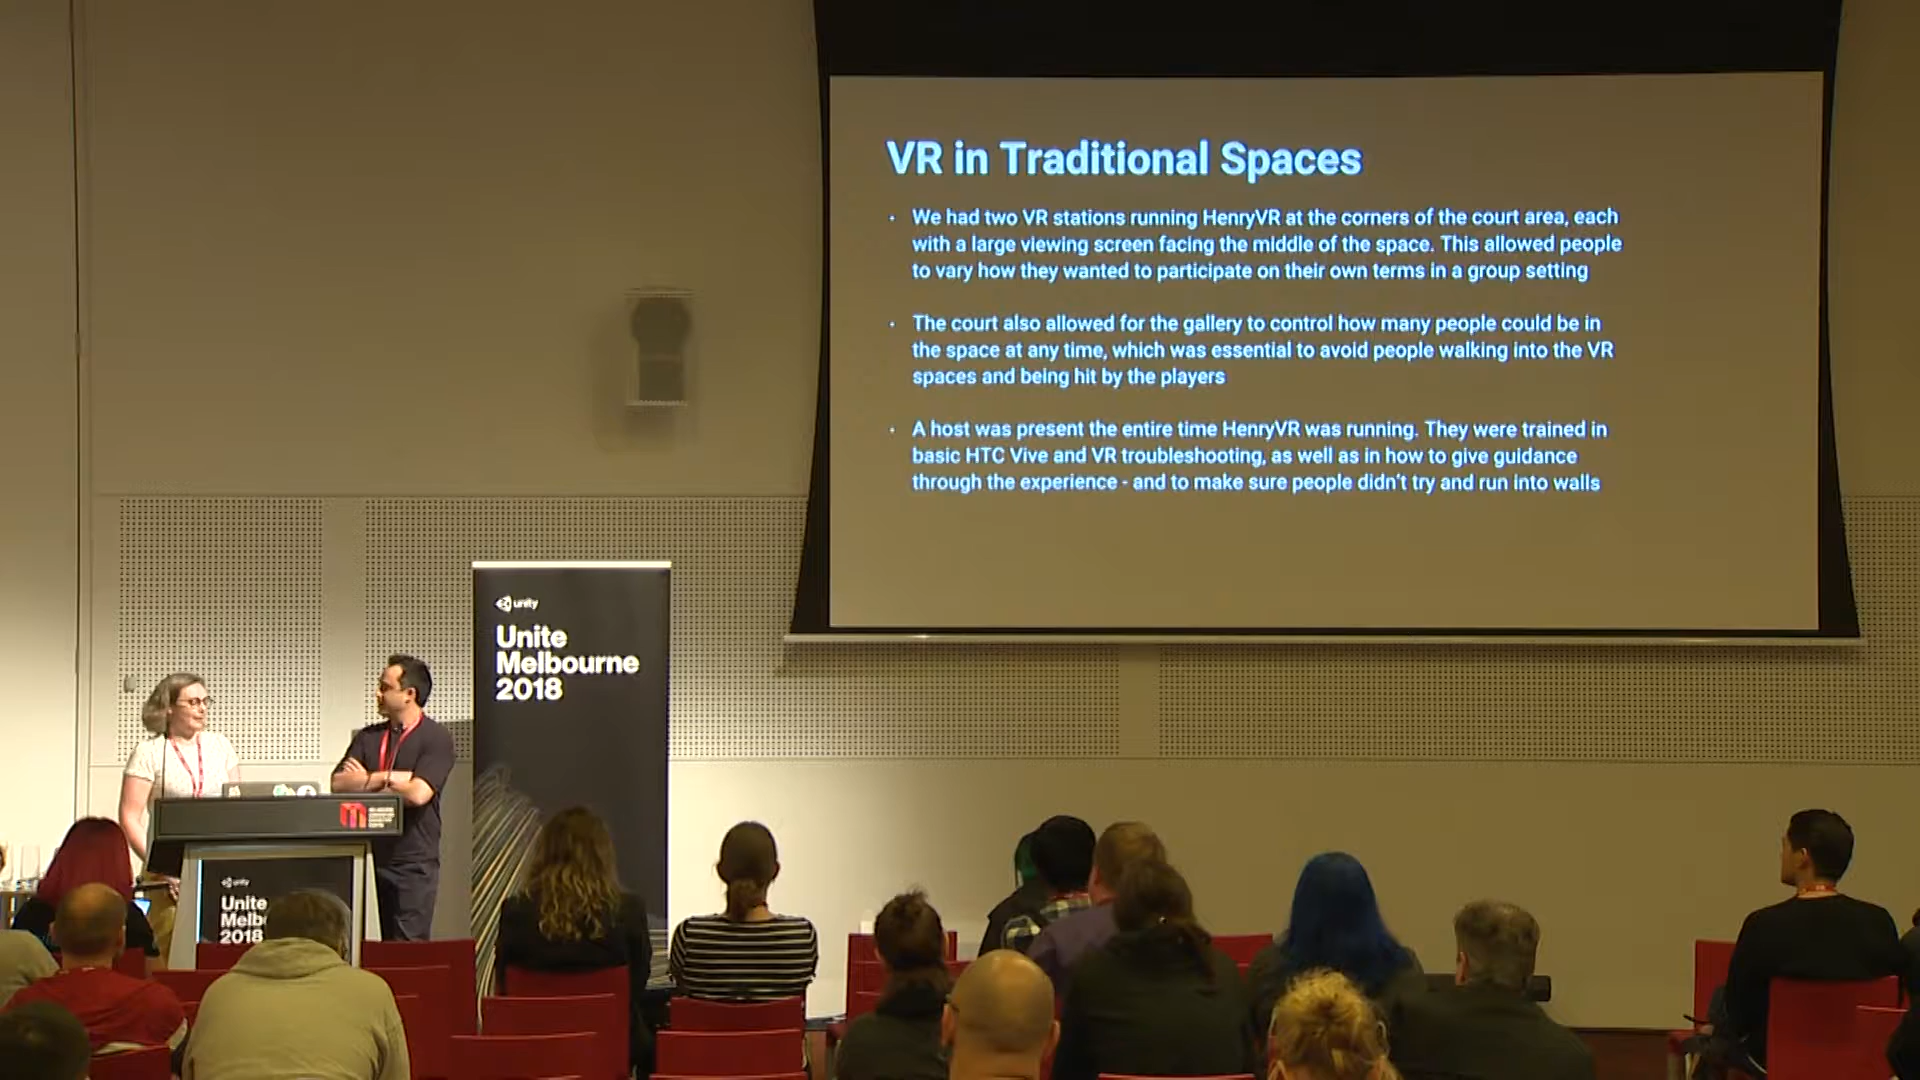 VR in Traditional Spaces
· We had two VR stations running HenryVR at the corners of the court area, each
with a large viewing screen facing the middle of the space. This allowed people
to vary how they wanted to participate on their own terms in a group setting
· The court also allowed for the gallery to control how many people could be in
the space at any time, which was essential to avoid people walking into the VR
spaces and being hit by the players
· A host was present the entire time HenryVR was running. They were trained in
basic HTC Vive and VR troubleshooting, as well as in how to give guidance
through the experience - and to make sure people didn't try and run into walls
unity
Unite
Melbourne
2018
unity
Unite
Melb
2018